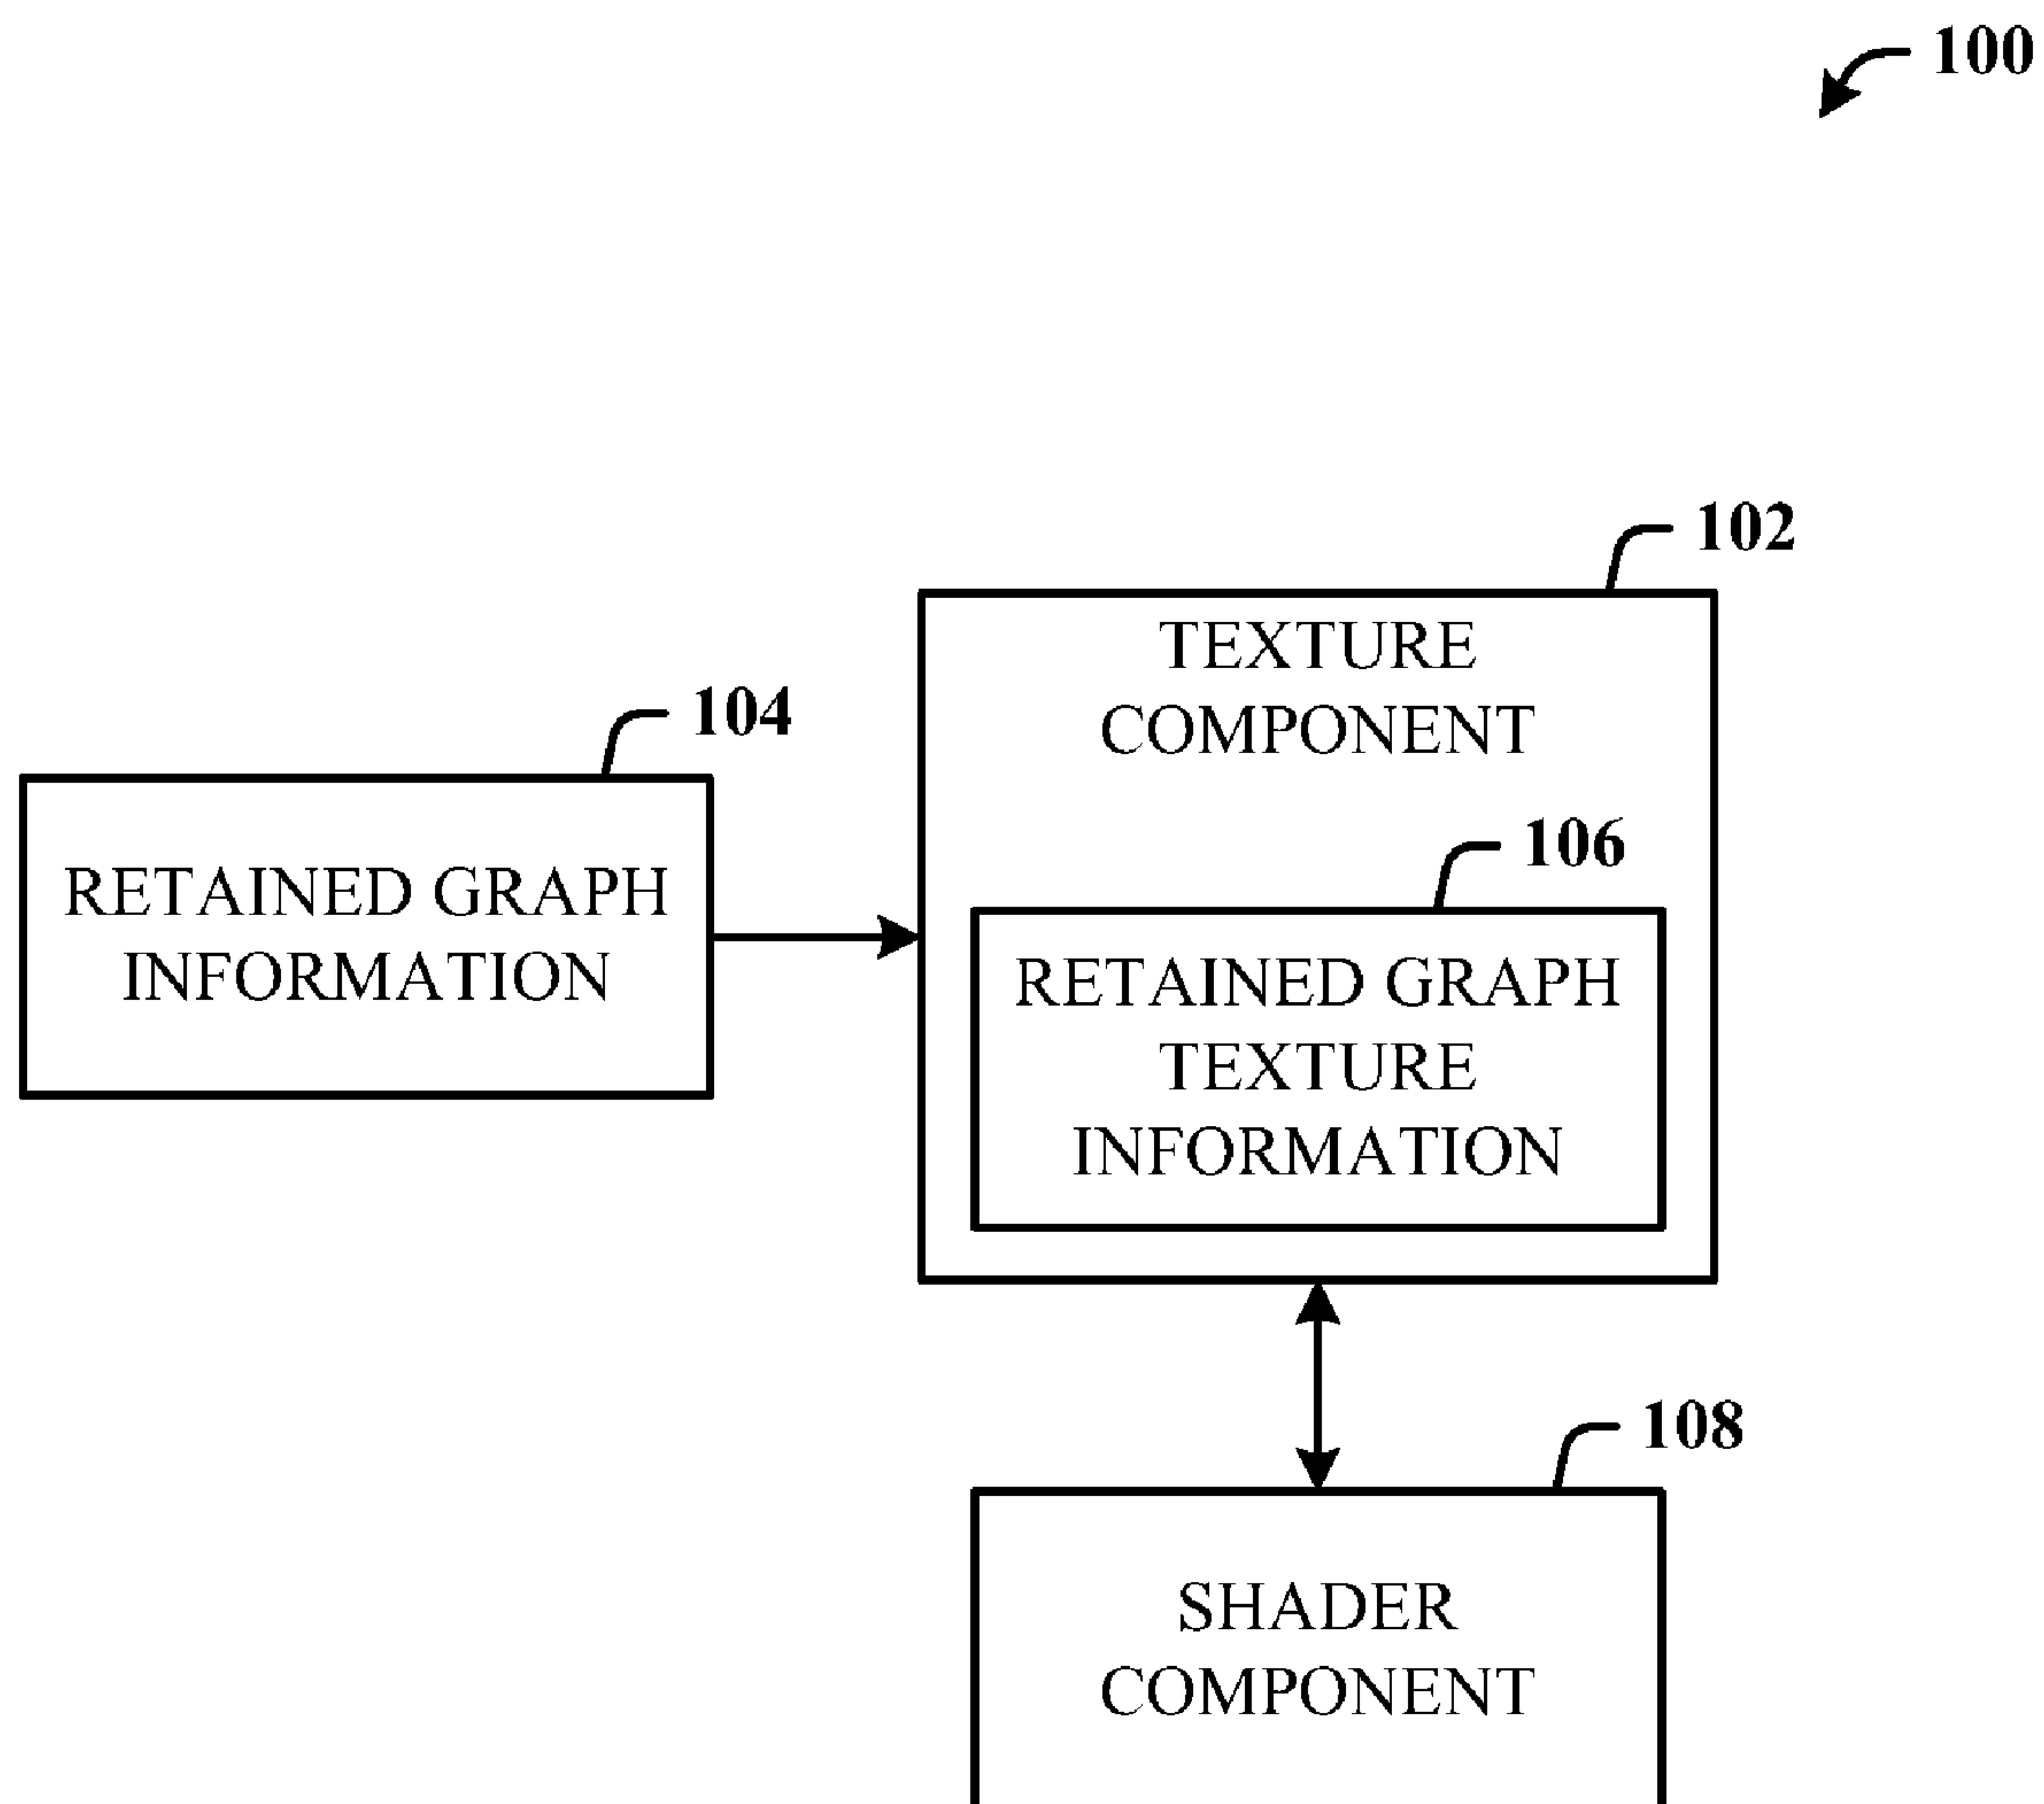 100
102
TEXTURE
COMPONENT
104
RETAINED GRAPH
INFORMATION
106
RETAINED GRAPH
TEXTURE
INFORMATION
108
SHADER
COMPONENT